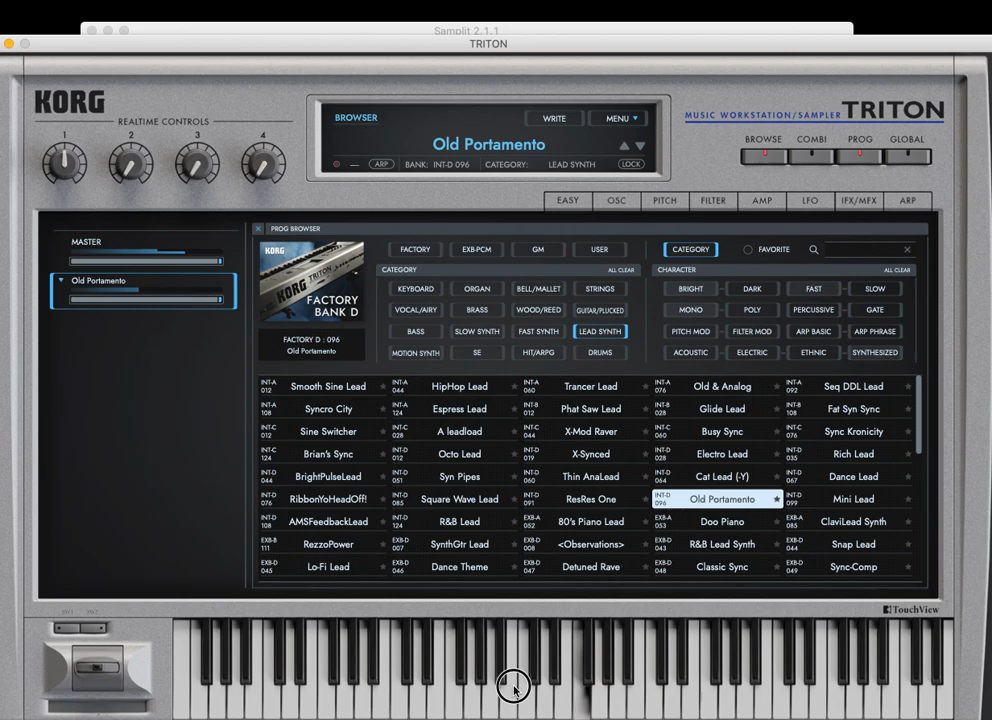 Samplit 2.1.1
TRITON
KORG
REALTIME CONTROLS
1 2 3 4
BROWSER WRITE MENU ▼
Old Portamento
ARP BANK: INT-D 096 CATEGORY: LEAD SYNTH LOCK
MUSIC WORKSTATION/SAMPLER TRITON
BROWSE COMBI PROG GLOBAL
EASY OSC PITCH FILTER AMP LFO IFX/MFX ARP
MASTER
Old Portamento
PROG BROWSER
KORG
KORG TRITON
FACTORY
BANK D
FACTORY D : 096
Old Portamento
FACTORY EXB-PCM GM USER
CATEGORY ALL CLEAR
KEYBOARD ORGAN BELL/MALLET STRINGS
VOCAL/AIRY BRASS WOOD/REED GUITAR/PLUCKED
BASS SLOW SYNTH FAST SYNTH LEAD SYNTH
MOTION SYNTH SE HIT/ARPG DRUMS
CATEGORY FAVORITE
CHARACTER ALL CLEAR
BRIGHT DARK FAST SLOW
MONO POLY PERCUSSIVE GATE
PITCH MOD FILTER MOD ARP BASIC ARP PHRASE
ACOUSTIC ELECTRIC ETHNIC SYNTHESIZED
INT-A 012 Smooth Sine Lead INT-A 044 HipHop Lead INT-A 060 Trancer Lead INT-A 076 Old & Analog INT-A 092 Seq DDL Lead
INT-A 108 Syncro City INT-A 124 Espress Lead INT-B 012 Phat Saw Lead INT-B 028 Glide Lead INT-B 108 Fat Syn Sync
INT-C 012 Sine Switcher INT-C 028 A leadload INT-C 044 X-Mod Raver INT-C 060 Busy Sync INT-C 076 Sync Kronicity
INT-C 124 Brian's Sync INT-D 012 Octo Lead INT-D 019 X-Synced INT-D 028 Electro Lead INT-D 035 Rich Lead
INT-D 044 BrightPulseLead INT-D 051 Syn Pipes INT-D 060 Thin AnaLead INT-D 064 Cat Lead (-Y) INT-D 067 Dance Lead
INT-D 076 RibbonYoHeadOff! INT-D 085 Square Wave Lead INT-D 091 ResRes One INT-D 096 Old Portamento INT-D 099 Mini Lead
INT-D 108 AMSFeedbackLead INT-D 124 R&B Lead EXB-A 052 80's Piano Lead EXB-A 053 Doo Piano EXB-A 085 ClaviLead Synth
EXB-B 111 RezzoPower EXB-D 007 SynthGtr Lead EXB-D 008 <Observations> EXB-D 043 R&B Lead Synth EXB-D 044 Snap Lead
EXB-D 045 Lo-Fi Lead EXB-D 046 Dance Theme EXB-D 047 Detuned Rave EXB-D 048 Classic Sync EXB-D 049 Sync-Comp
TouchView